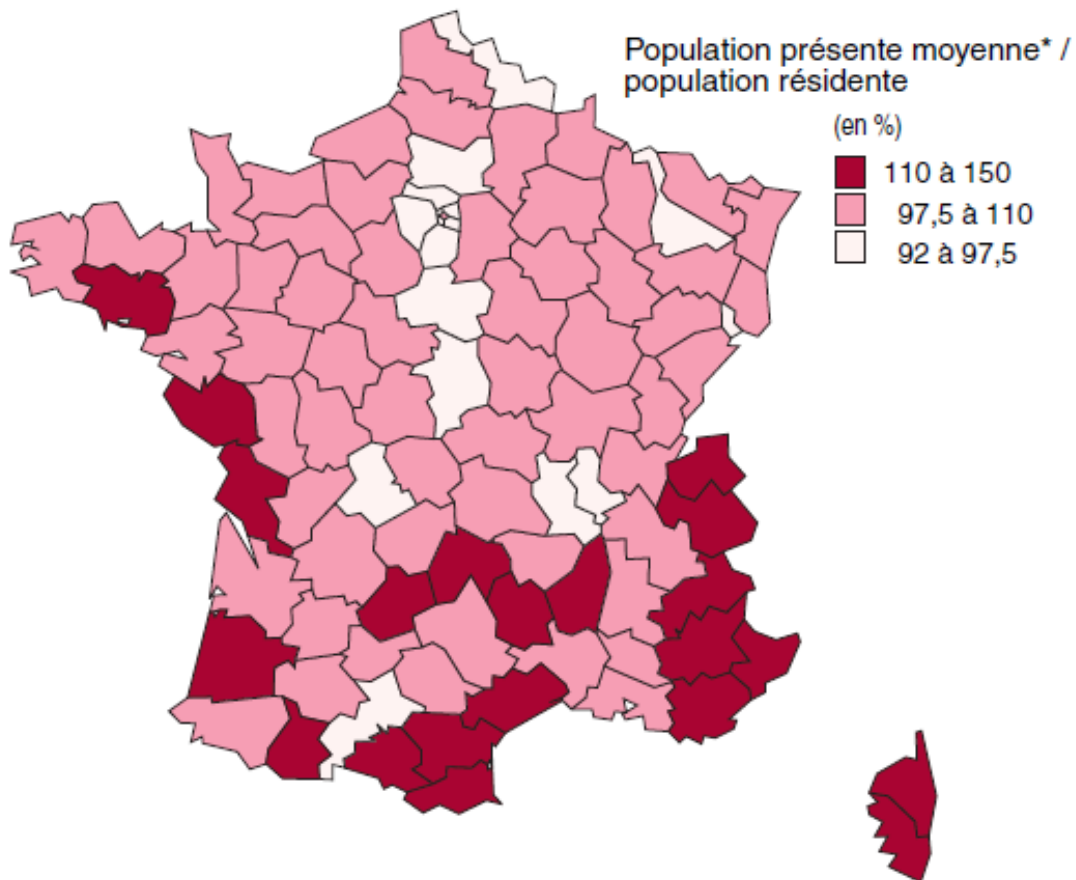 Population présente moyenne* /
population résidente
(en %)
110 à 150
97,5 à 110
92 à 97,5